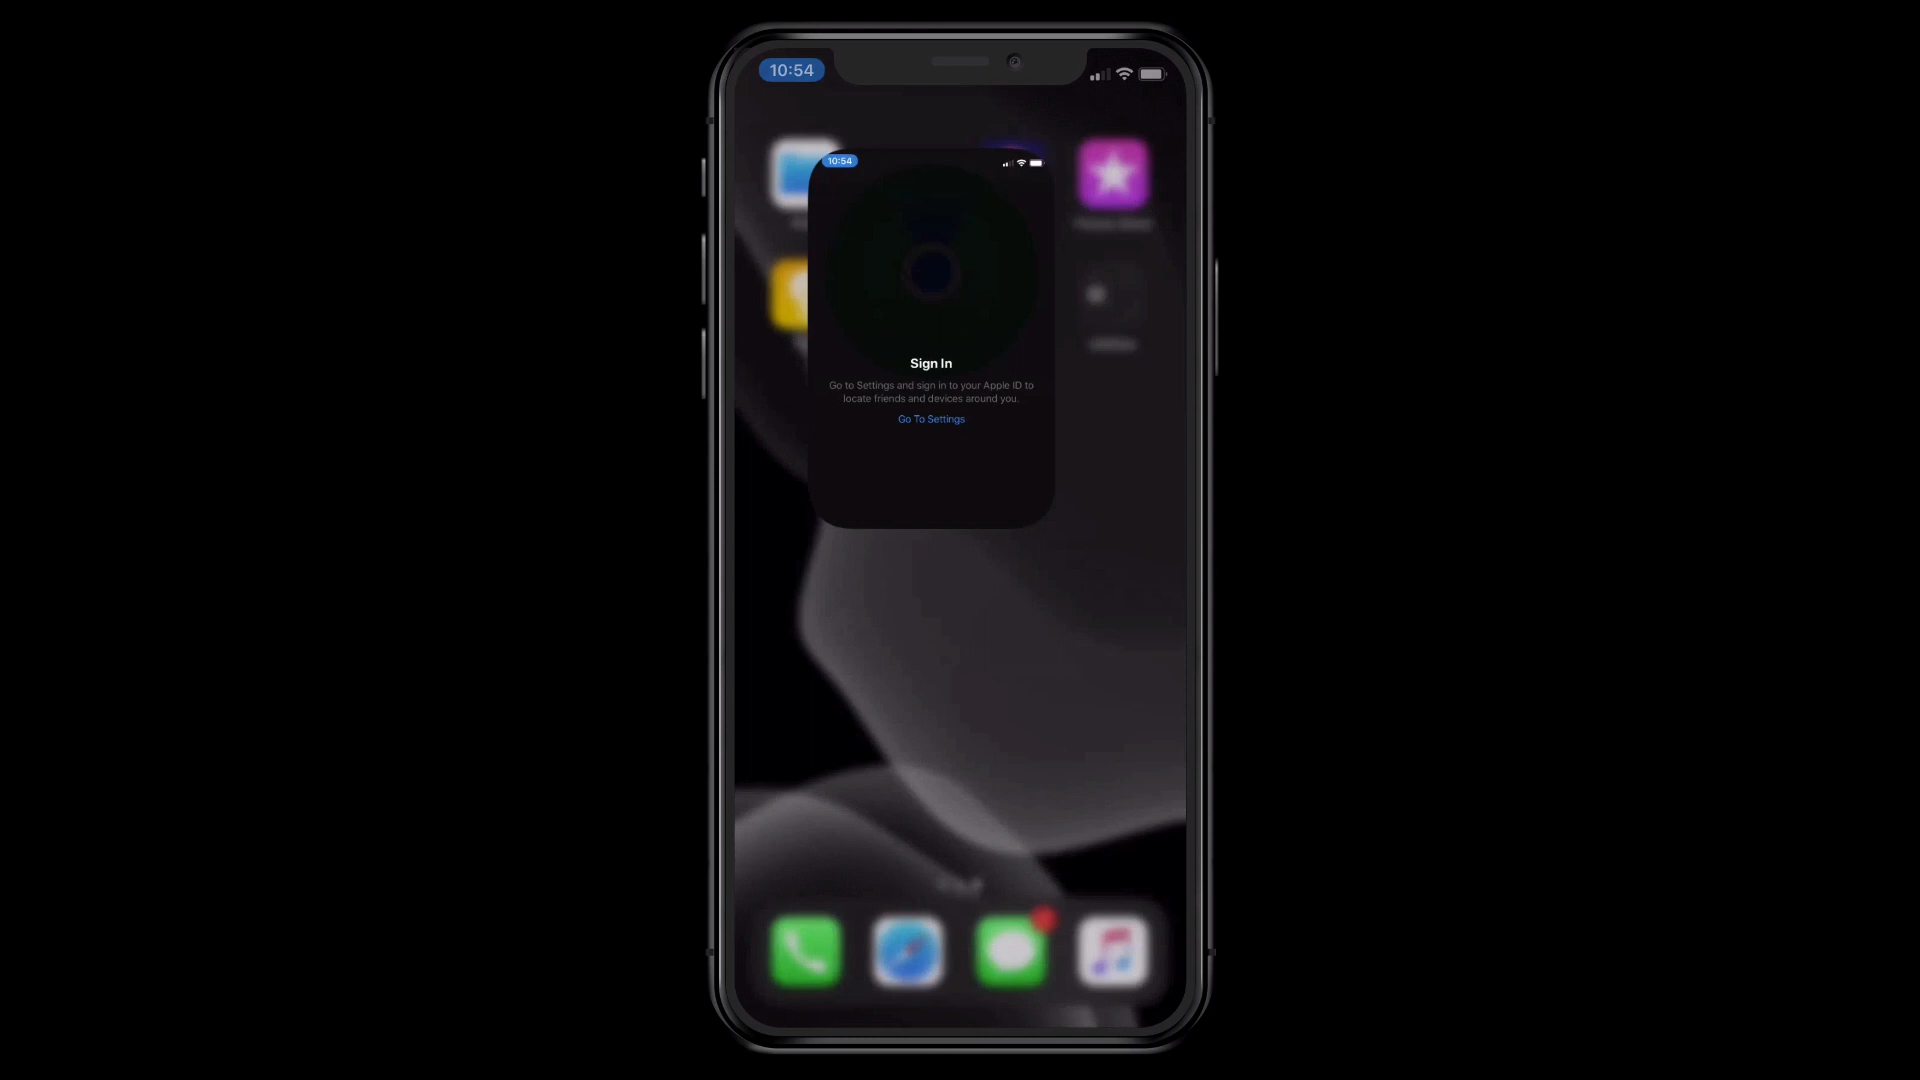 10:54
10:54
Sign In
Go to Settings and sign in to your Apple ID to
locate friends and devices around you.
Go To Settings